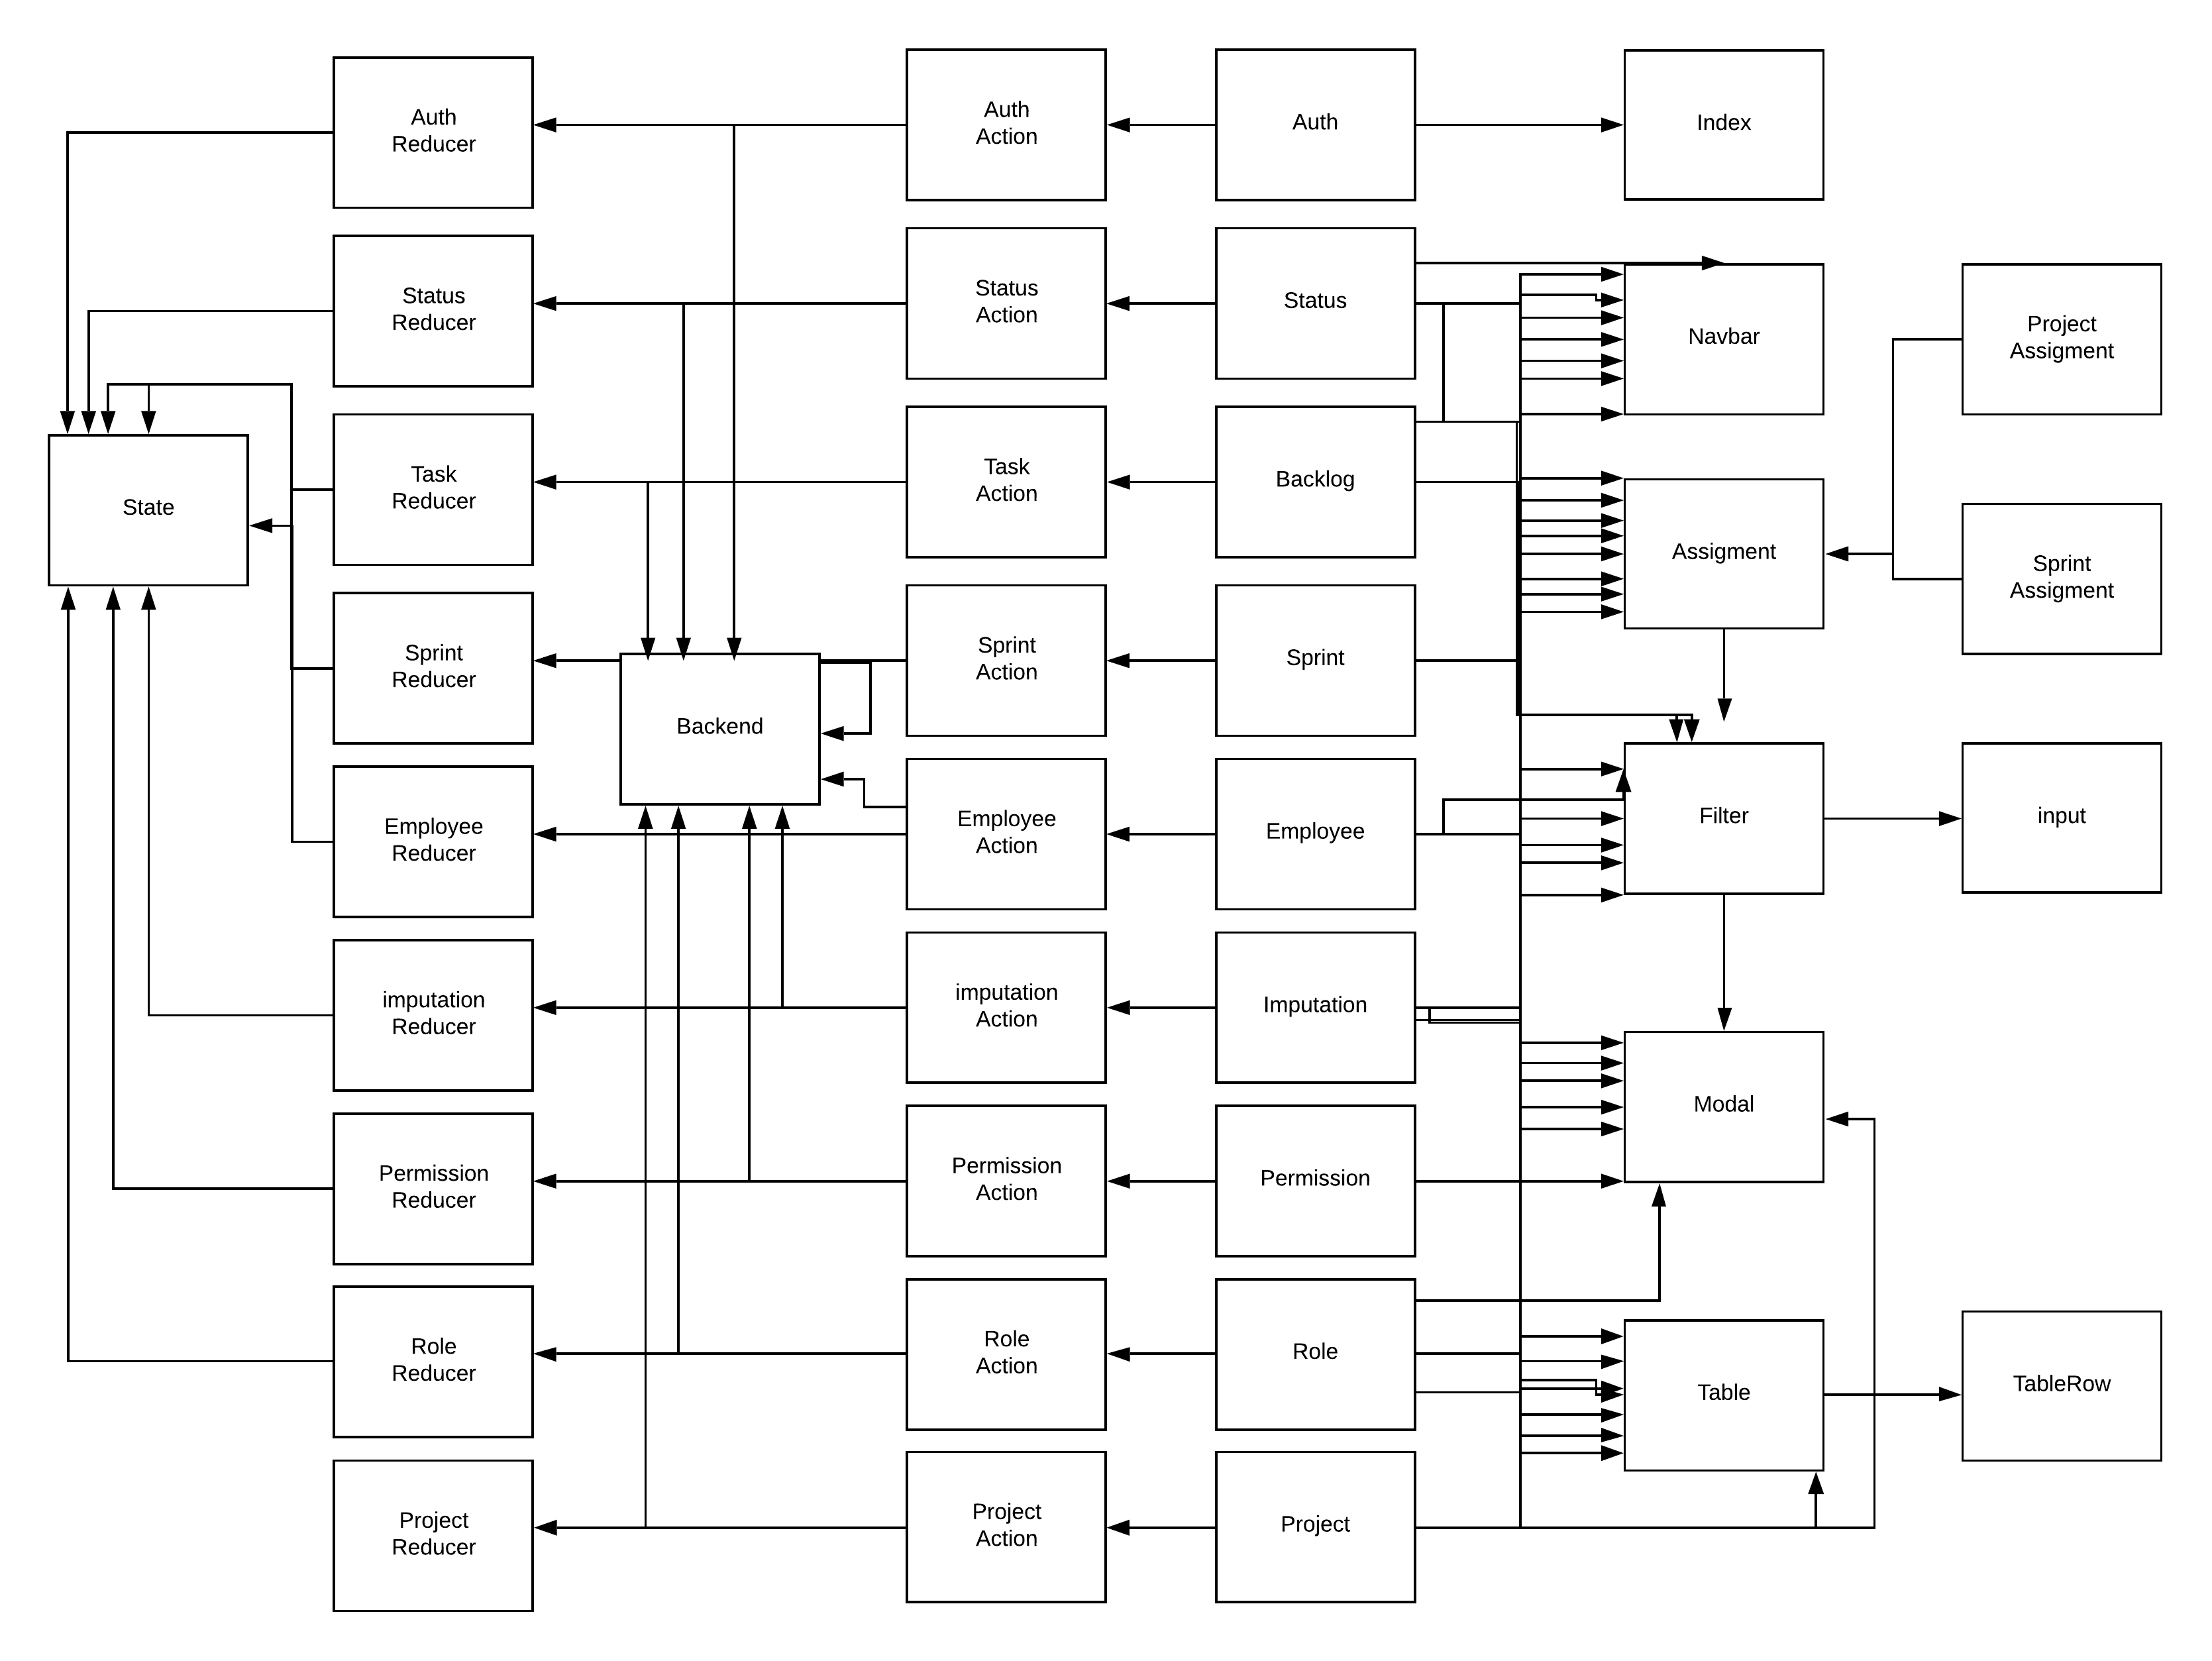 Auth
Reducer
Auth
Action
Auth
Index
Status
Reducer
Status
Action
Status
Navbar
Project
Assigment
State
Task
Reducer
Task
Action
Backlog
Assigment
Sprint
Assigment
Sprint
Reducer
Backend
Sprint
Action
Sprint
Employee
Reducer
Employee
Action
Employee
Filter
input
imputation
Reducer
imputation
Action
Imputation
Modal
Permission
Reducer
Permission
Action
Permission
Role
Reducer
Role
Action
Role
Table
TableRow
Project
Reducer
Project
Action
Project